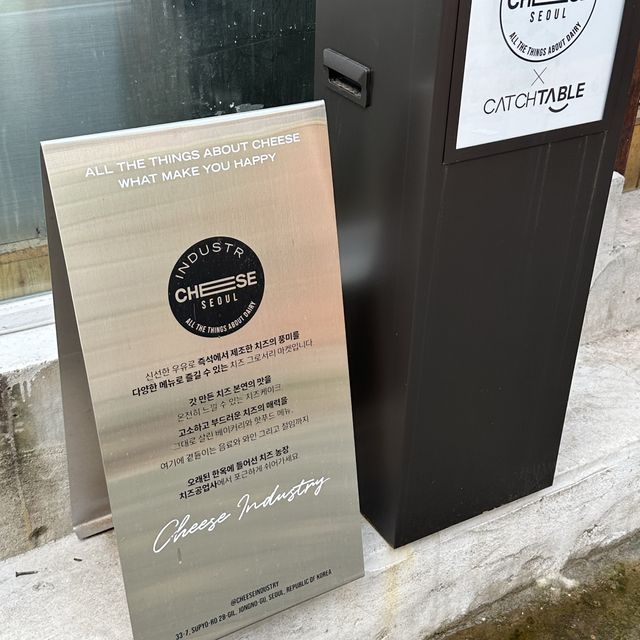 ALL THE THINGS ABOUT CHEESE
WHAT MAKE YOU HAPPY
INDUSTRY
CHEESE
SEOUL
ALL THE THINGS ABOUT DAIRY
신선한 우유로 즉석에서 제조한 치즈의 풍미를
다양한 메뉴로 즐길 수 있는 치즈 그로서리 마켓입니다.
갓 만든 치즈 본연의 맛을
온전히 느낄 수 있는 치즈케이크,
고소하고 부드러운 치즈의 매력을
그대로 살린 베이커리와 핫푸드 메뉴,
여기에 곁들이는 음료와 와인 그리고 젤임까지
오래된 한옥에 들어선 치즈 농장
치즈공업사에서 포근하게 쉬어가세요.
Cheese Industry
@CHEESEINDUSTRY
33-7, SUPYO-RO 28-GIL, JONGNO-GU, SEOUL, REPUBLIC OF KOREA
CHEESE
SEOUL
ALL THE THINGS ABOUT DAIRY
×
CATCHTABLE